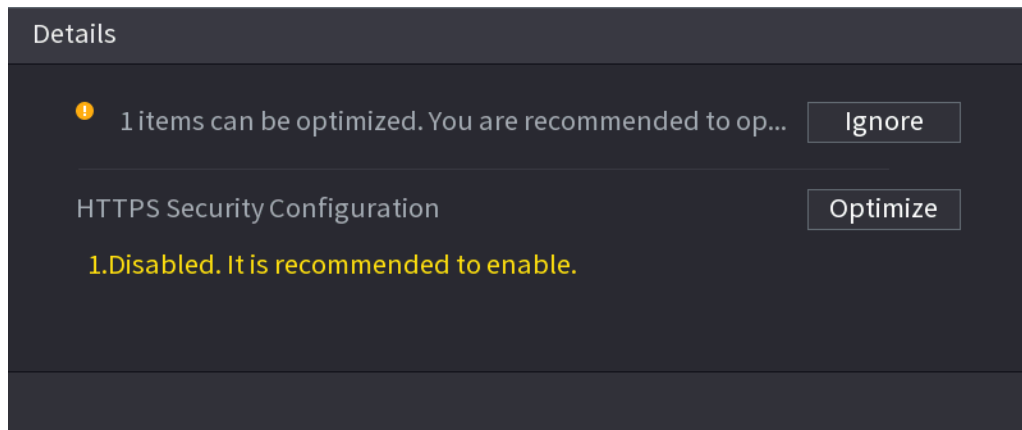 Details
1 items can be optimized. You are recommended to op... Ignore
HTTPS Security Configuration Optimize
1.Disabled. It is recommended to enable.